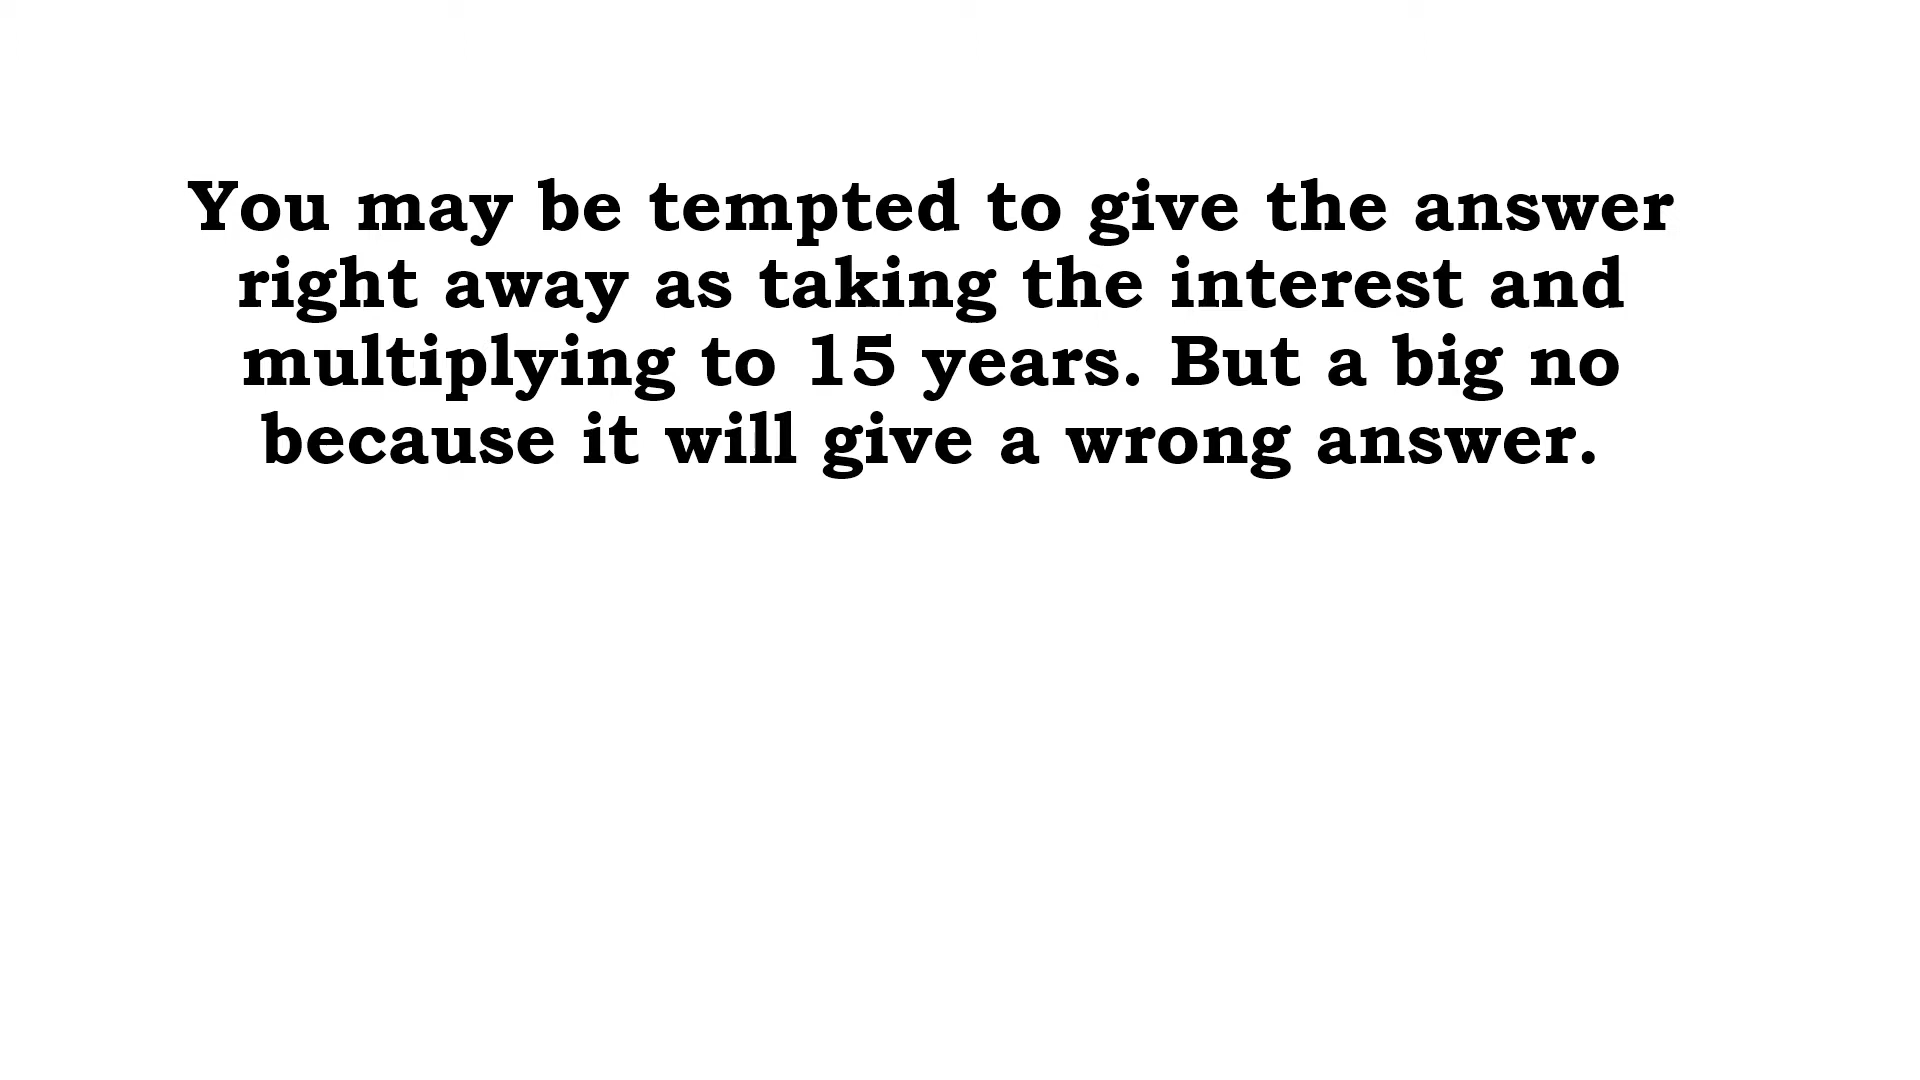 You may be tempted to give the answer
right away as taking the interest and
multiplying to 15 years. But a big no
because it will give a wrong answer.